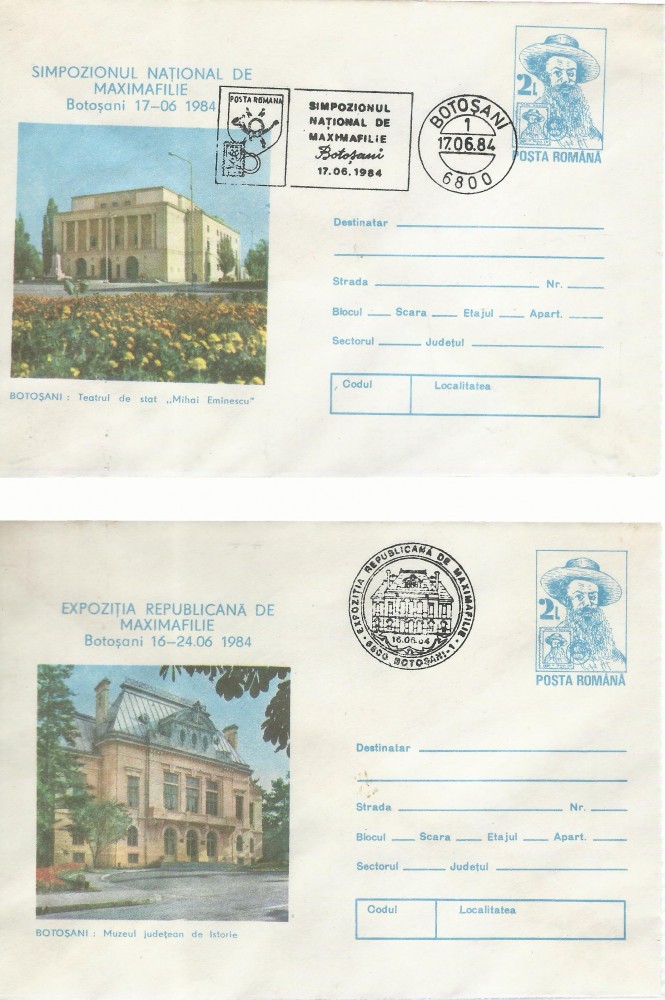 SIMPOZIONUL NAȚIONAL DE
MAXIMAFILIE
Botoșani 17—06 1984
POSTA ROMANA
SIMPOZIONUL
NAȚIONAL DE
MAXIMAFILIE
Botoșani
17.06.1984
BOTOȘANI
1
17.06.84
6800
2L
POSTA ROMÂNĂ
Destinatar
Strada Nr.
Blocul Scara Etajul Apart.
Sectorul Județul
Codul Localitatea
BOTOȘANI : Teatrul de stat ,,Mihai Eminescu"
EXPOZIȚIA REPUBLICANĂ DE
MAXIMAFILIE
Botoșani 16—24.06 1984
EXPOZIȚIA REPUBLICANĂ DE MAXIMAFILIE
16.06.84
6800 BOTOȘANI-1
2L
POSTA ROMÂNĂ
Destinatar
Strada Nr.
Blocul Scara Etajul Apart.
Sectorul Județul
Codul Localitatea
BOTOȘANI : Muzeul județean de Istorie